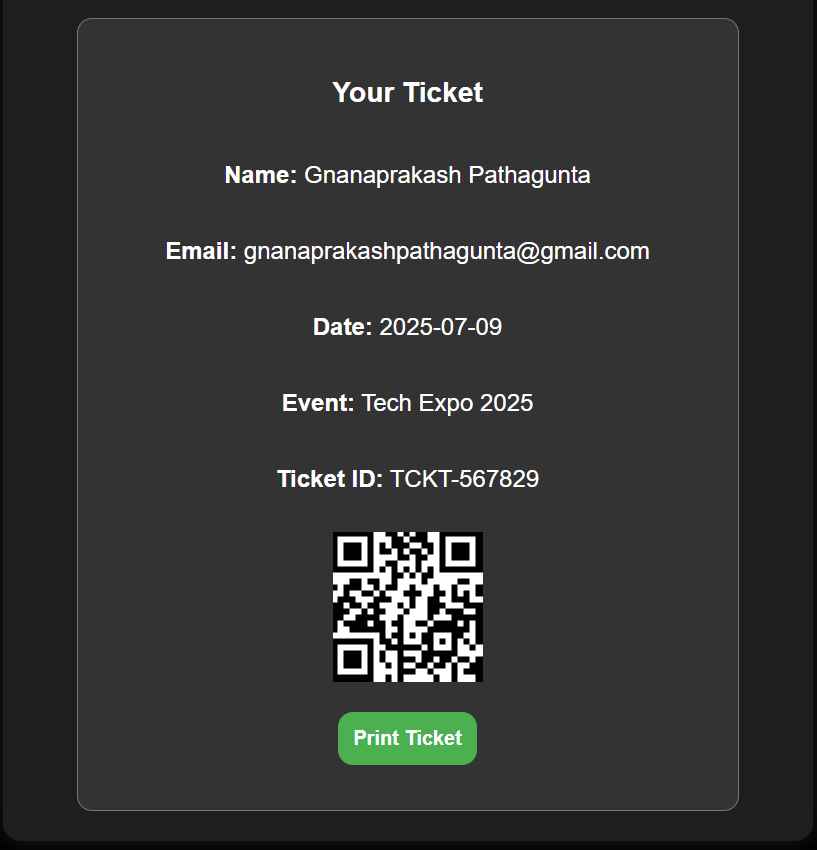 Your Ticket
Name: Gnanaprakash Pathagunta
Email: gnanaprakashpathagunta@gmail.com
Date: 2025-07-09
Event: Tech Expo 2025
Ticket ID: TCKT-567829
Print Ticket